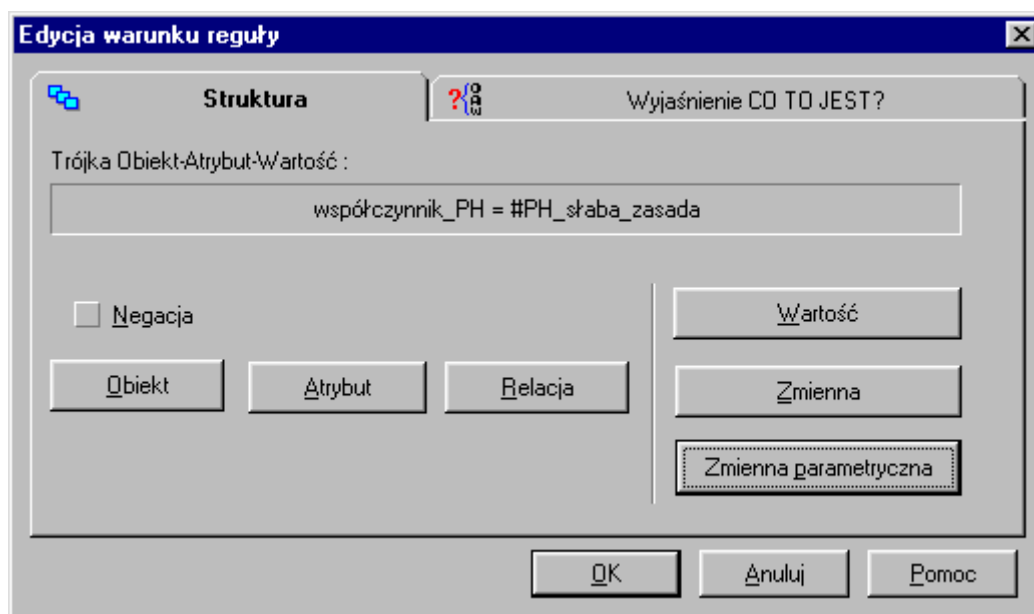 Edycja warunku reguły
Struktura
?{OAW Wyjaśnienie CO TO JEST?
Trójka Obiekt-Atrybut-Wartość :
współczynnik_PH = #PH_słaba_zasada
Negacja
Wartość
Obiekt Atrybut Relacja
Zmienna
Zmienna parametryczna
OK Anuluj Pomoc